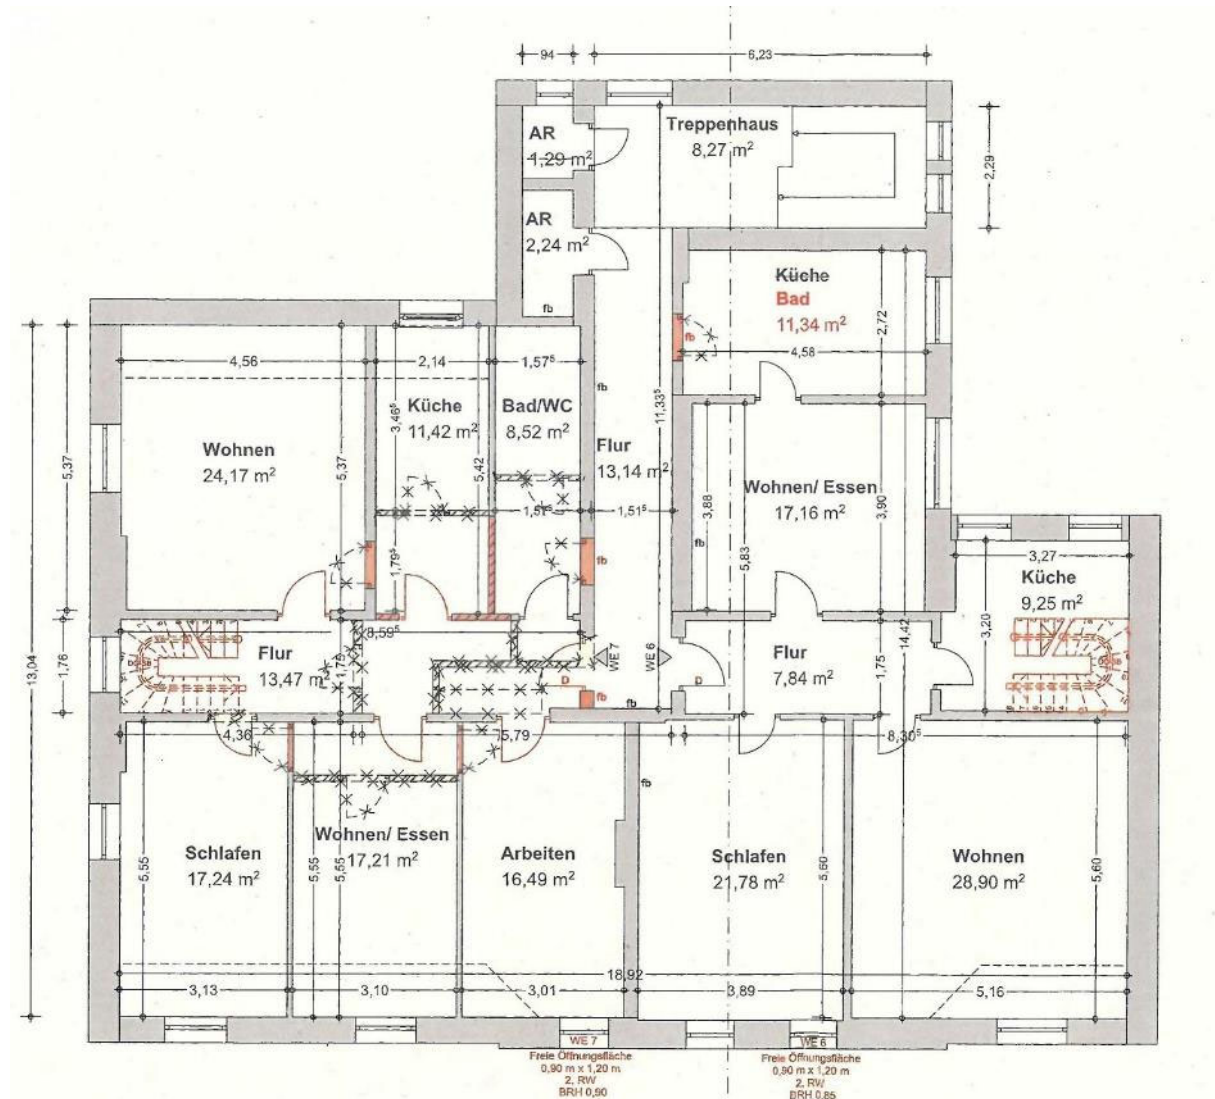 94
6,23
AR
1,29 m²
Treppenhaus
8,27 m²
2,29
AR
2,24 m²
fb
Küche
Bad
11,34 m²
fb
2,72
4,58
4,56
2,14
1,57⁵
fb
11,33⁵
Küche
11,42 m²
3,46⁵
5,42
Bad/WC
8,52 m²
Wohnen
24,17 m²
5,37
5,37
Flur
13,14 m²
Wohnen/ Essen
17,16 m²
3,88
3,90
fb
5,83
1,51⁵
1,51⁵
fb
1,79⁵
3,27
Küche
9,25 m²
3,20
14,42
13,04
1,76
8,59⁵
Flur
13,47 m²
1,75
WE 7
WE 6
D
D
fb
fb
Flur
7,84 m²
1,75
4,36
5,79
8,30⁵
fb
Schlafen
17,24 m²
5,55
Wohnen/ Essen
17,21 m²
5,55
5,55
Arbeiten
16,49 m²
Schlafen
21,78 m²
5,60
Wohnen
28,90 m²
5,60
18,92
3,13
3,10
3,01
3,89
5,16
WE 7
Freie Öffnungsfläche
0,90 m x 1,20 m
2. RW
BRH 0,90
WE 6
Freie Öffnungsfläche
0,90 m x 1,20 m
2. RW
BRH 0,85